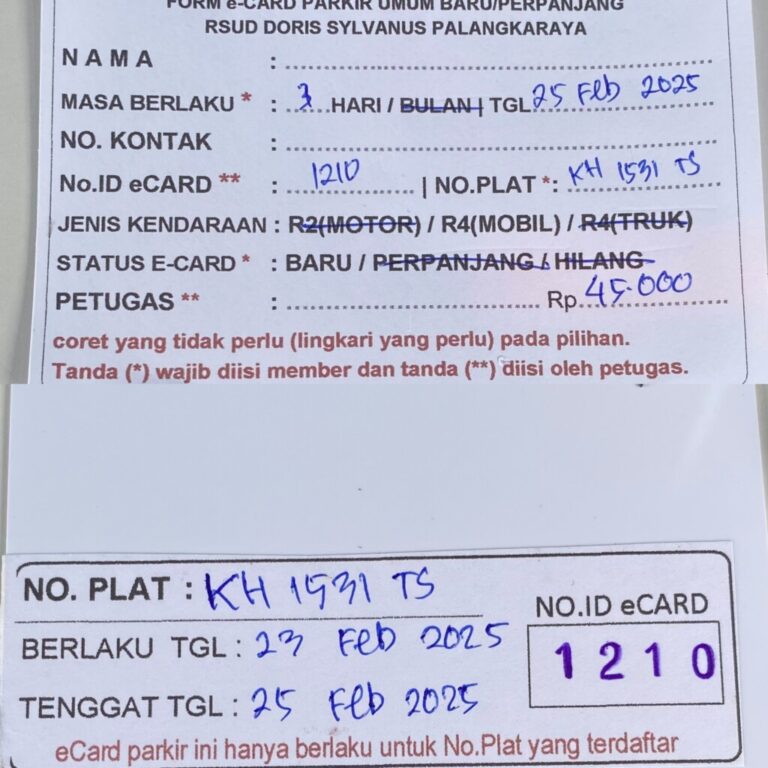 FORM e-CARD PARKIR UMUM BARU/PERPANJANG
RSUD DORIS SYLVANUS PALANGKARAYA
NAMA :
MASA BERLAKU * : 3 HARI / BULAN | TGL 25 Feb 2025
NO. KONTAK :
No.ID eCARD ** : 1210 | NO.PLAT *: KH 1531 TS
JENIS KENDARAAN : R2(MOTOR) / R4(MOBIL) / R4(TRUK)
STATUS E-CARD * : BARU / PERPANJANG / HILANG
PETUGAS ** : Rp. 45.000
coret yang tidak perlu (lingkari yang perlu) pada pilihan.
Tanda (*) wajib diisi member dan tanda (**) diisi oleh petugas.
NO. PLAT : KH 1531 TS
NO.ID eCARD
BERLAKU TGL : 23 Feb 2025
1210
TENGGAT TGL : 25 Feb 2025
eCard parkir ini hanya berlaku untuk No.Plat yang terdaftar